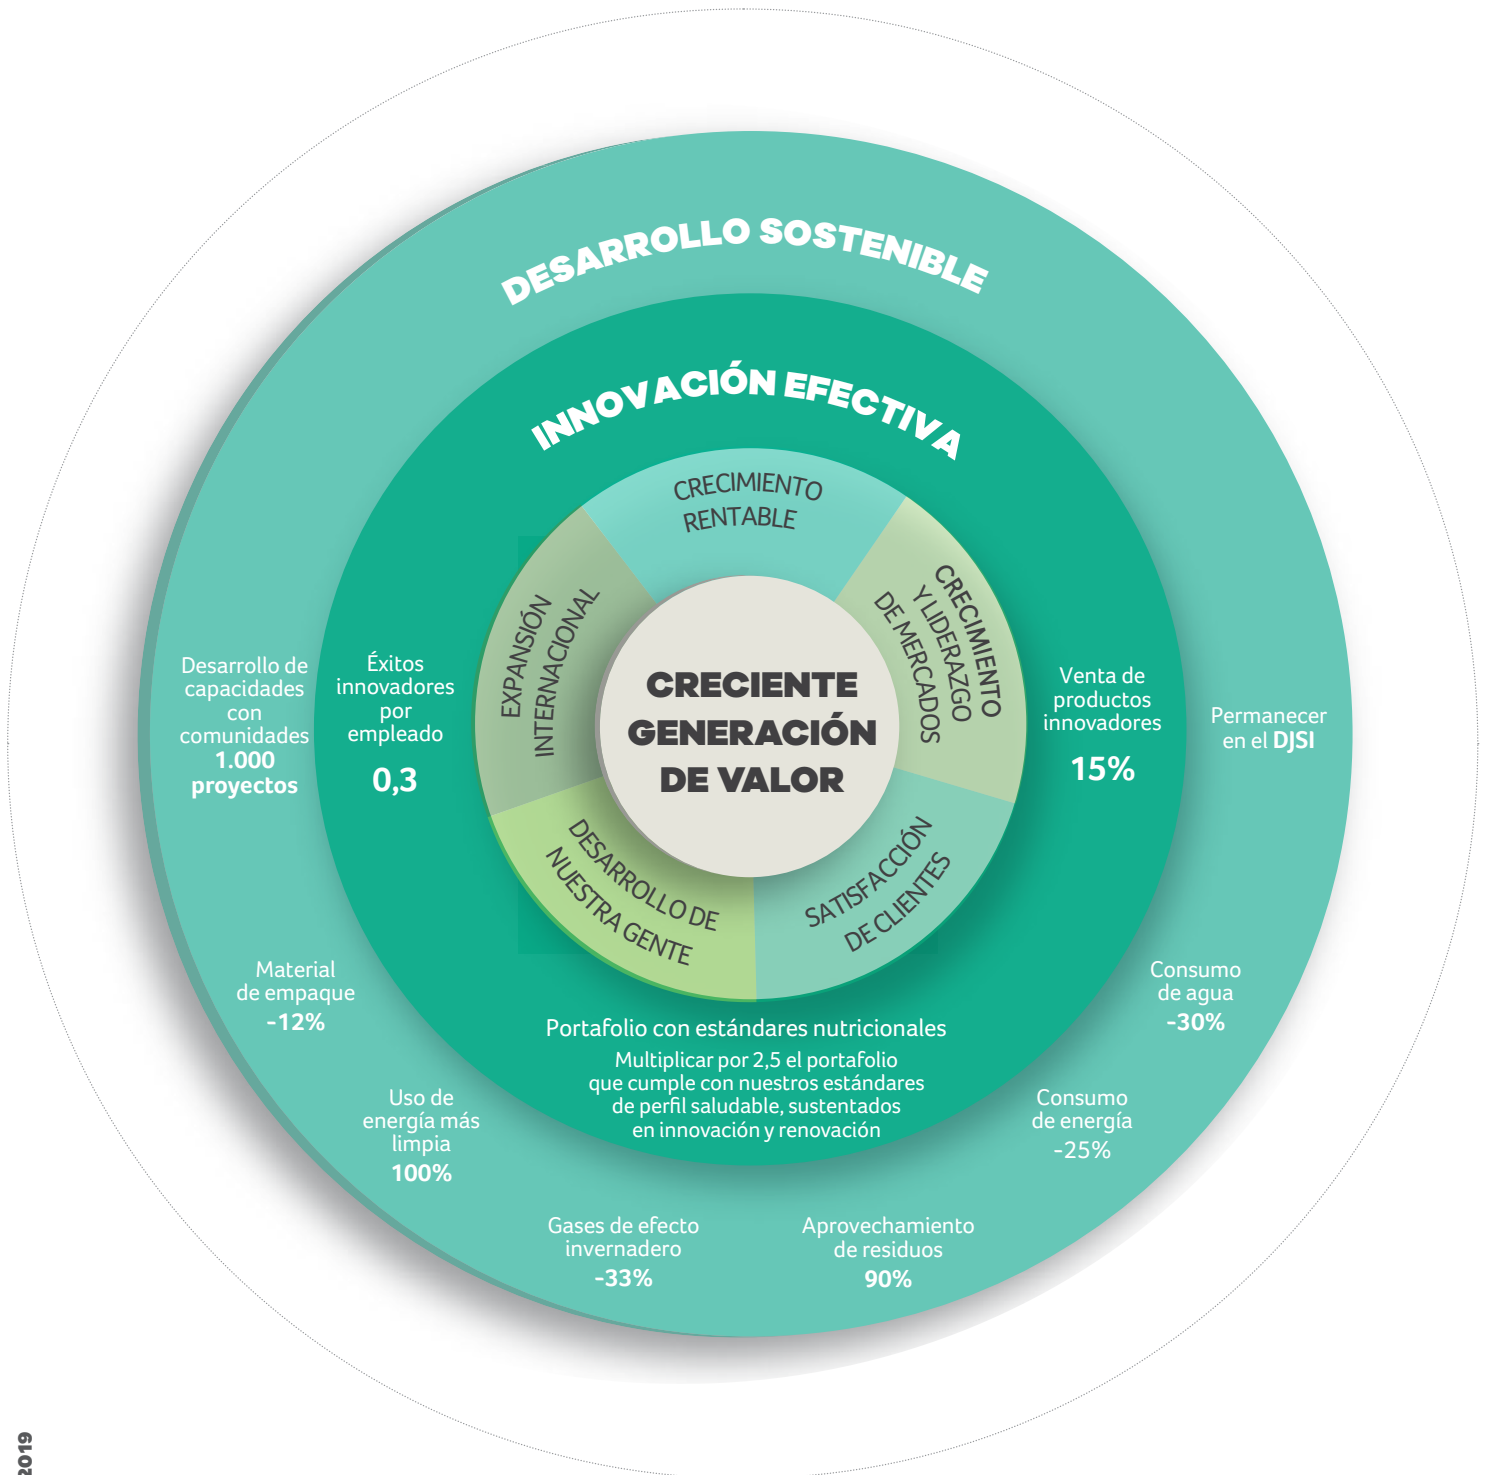 DESARROLLO SOSTENIBLE
INNOVACIÓN EFECTIVA
CRECIMIENTO
RENTABLE
CRECIMIENTO
Y LIDERAZGO
DE MERCADOS
SATISFACCIÓN
DE CLIENTES
DESARROLLO DE
NUESTRA GENTE
EXPANSIÓN
INTERNACIONAL
CRECIENTE
GENERACIÓN
DE VALOR
Desarrollo de
capacidades
con
comunidades
1.000
proyectos
Éxitos
innovadores
por
empleado
0,3
Venta de
productos
innovadores
15%
Permanecer
en el DJSI
Material
de empaque
-12%
Consumo
de agua
-30%
Portafolio con estándares nutricionales
Multiplicar por 2,5 el portafolio
que cumple con nuestros estándares
de perfil saludable, sustentados
en innovación y renovación
Uso de
energía más
limpia
100%
Consumo
de energía
-25%
Gases de efecto
invernadero
-33%
Aprovechamiento
de residuos
90%
2019